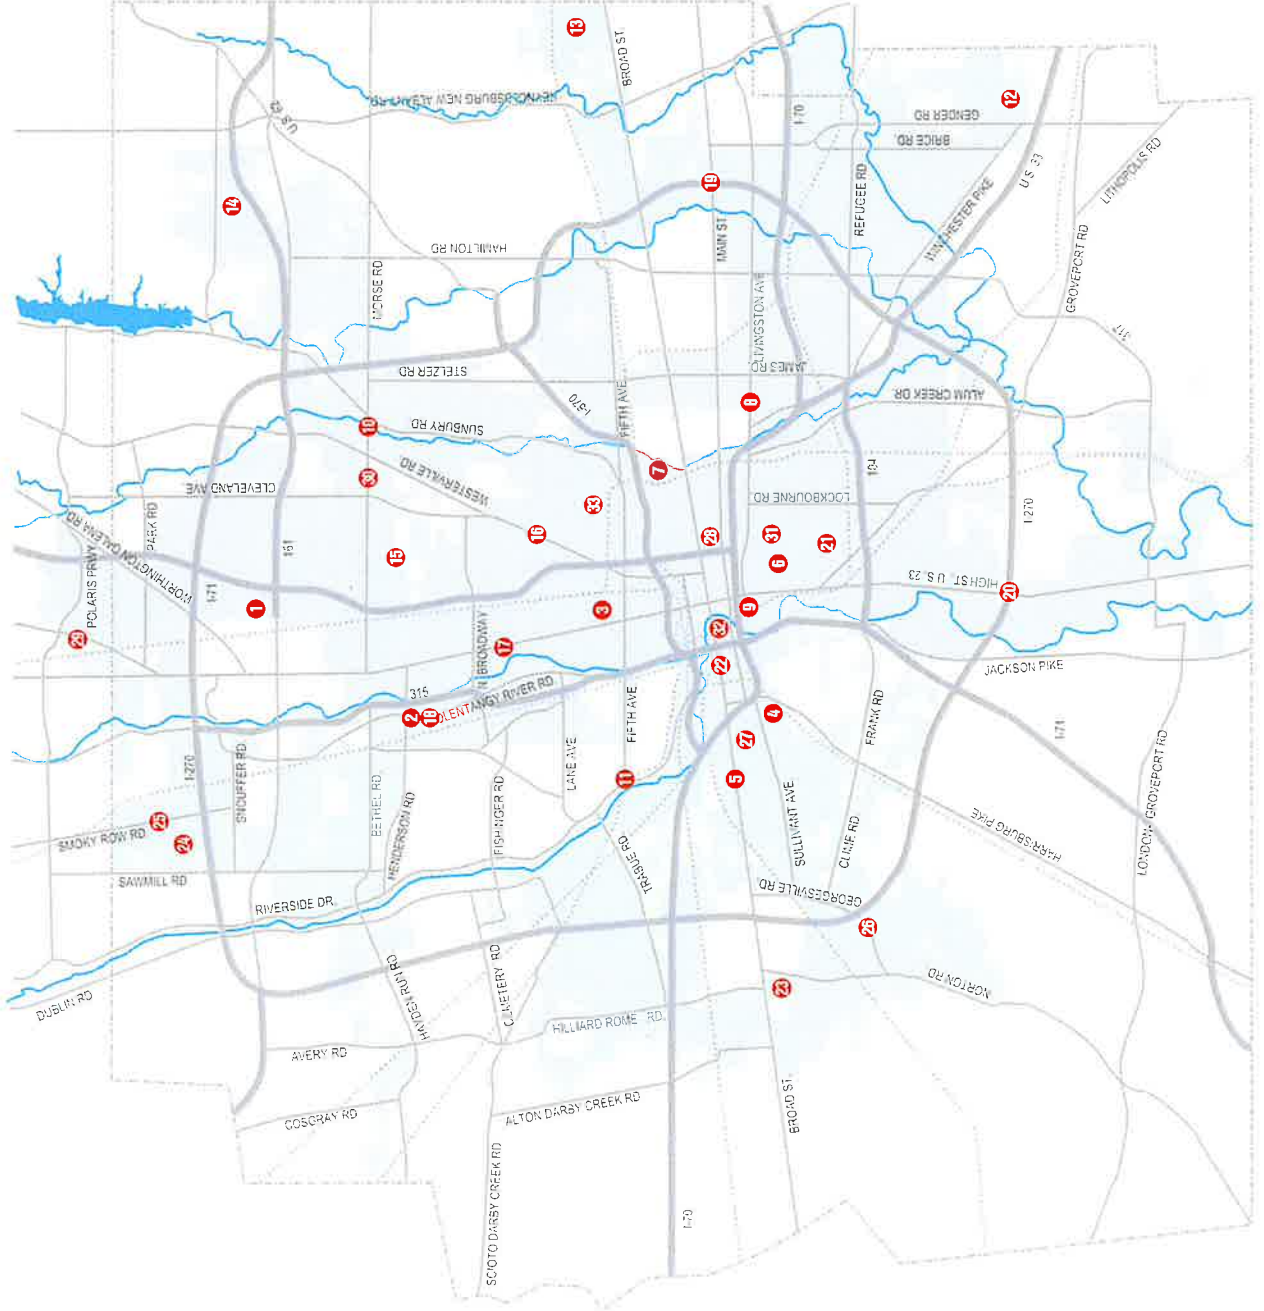 13
BROAD ST.
REYNOLDSBURG NEW ALBANY RD
U S 62
I-70
GENDER RD
12
BRICE RD.
LITHOPOLIS RD
14
19
REFUGEE RD
WINCHESTER PIKE
U S 33
HAMILTON RD
MAIN ST
MORSE RD
GROVEPORT RD
LIVINGSTON AVE
317
STELZER RD
JAMES RD
I-670
FIFTH AVE
8
ALUM CREEK DR.
10
SUNBURY RD
7
CLEVELAND AVE
30
WESTERVILLE RD.
33
LOCKBOURNE RD
104
I-270
PARK RD
WORTHINGTON GALENA RD
POLARIS PRWY
161
15
16
28
31
21
6
I-71
1
3
9
HIGH ST., U.S. 23
20
29
17
32
N. BROADWAY
22
JACKSON PIKE
315
OLENTANGY RIVER RD
2
18
FIFTH AVE
4
FRANK RD
I-71
I-270
SNOUFFER RD
BETHEL RD
LANE AVE
11
27
5
SMOKY ROW RD
25
24
HENDERSON RD
FISHINGER RD
SULLIVANT AVE
CLIME RD
HARRISBURG PIKE
LONDON - GROVEPORT RD
SAWMILL RD
TRABUE RD
GEORGESVILLE RD
RIVERSIDE DR.
26
DUBLIN RD
HAYDEN RUN RD
CEMETERY RD
23
NORTON RD
HILLIARD ROME RD.
AVERY RD
COSGRAY RD
ALTON DARBY CREEK RD
BROAD ST.
SCIOTO DARBY CREEK RD
I-70